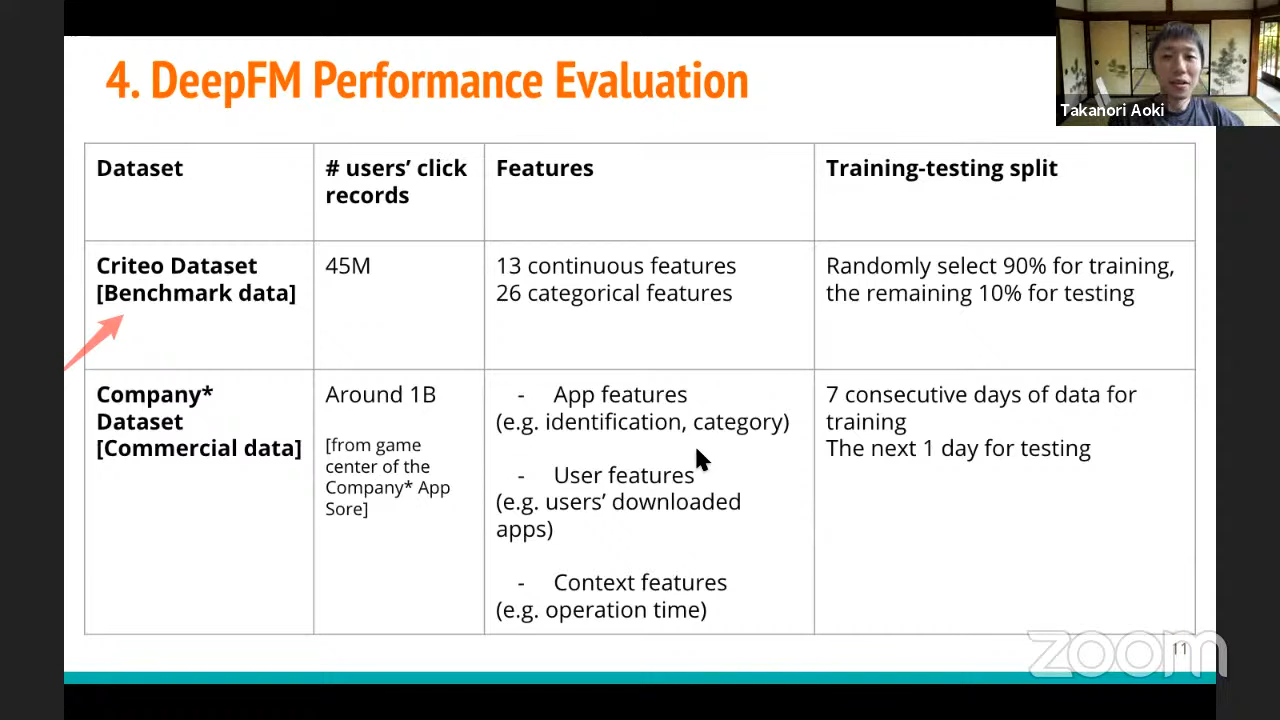 4. DeepFM Performance Evaluation
Takanori Aoki
Dataset
# users’ click
records
Features
Training-testing split
Criteo Dataset
[Benchmark data]
45M
13 continuous features
26 categorical features
Randomly select 90% for training,
the remaining 10% for testing
Company*
Dataset
[Commercial data]
Around 1B
[from game
center of the
Company* App
Sore]
- App features
(e.g. identification, category)
- User features
(e.g. users’ downloaded
apps)
- Context features
(e.g. operation time)
7 consecutive days of data for
training
The next 1 day for testing
zoom
11